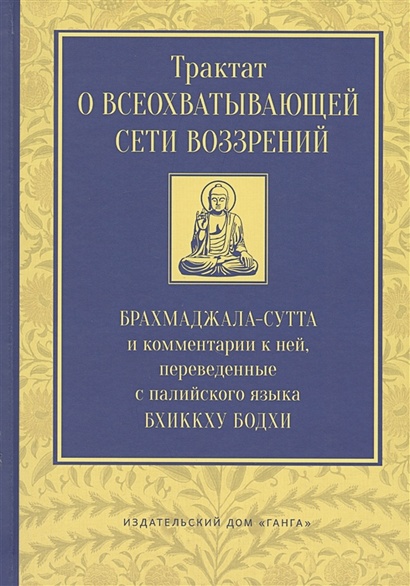 Трактат
О ВСЕОХВАТЫВАЮЩЕЙ
СЕТИ ВОЗЗРЕНИЙ
БРАХМАДЖАЛА-СУТТА
и комментарии к ней,
переведенные
с палийского языка
БХИККХУ БОДХИ
ИЗДАТЕЛЬСКИЙ ДОМ «ГАНГА»